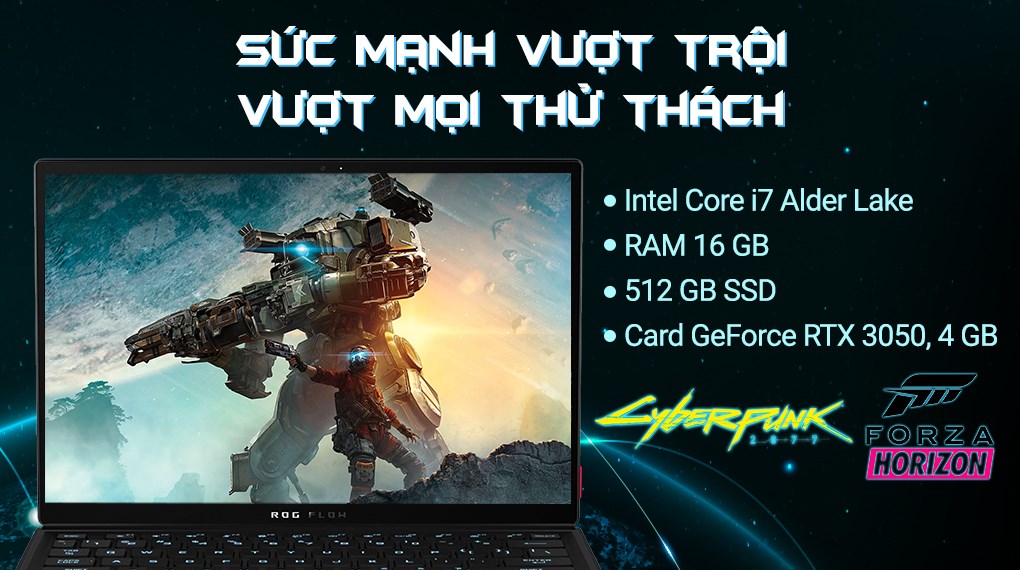 SỨC MẠNH VƯỢT TRỘI
VƯỢT MỌI THỬ THÁCH
• Intel Core i7 Alder Lake
• RAM 16 GB
• 512 GB SSD
• Card GeForce RTX 3050, 4 GB
CYBERPUNK
2077
FORZA
HORIZON
ROG FLOW